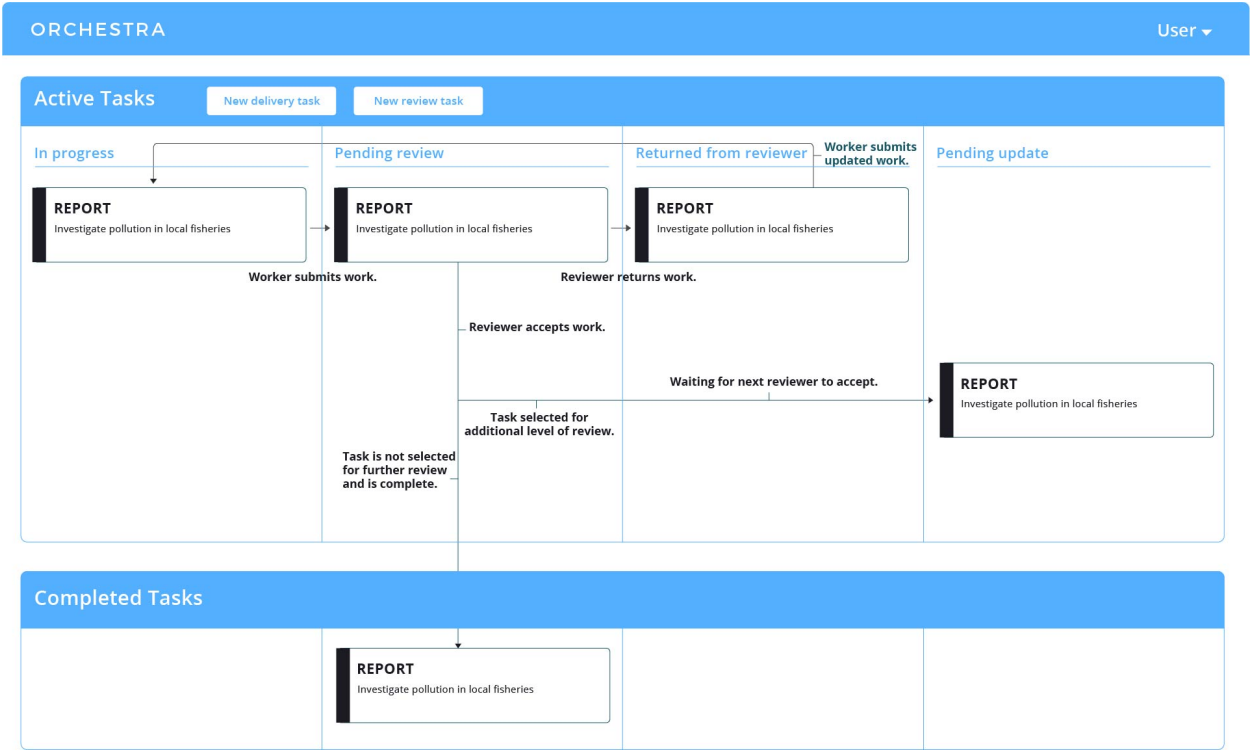 ORCHESTRA
User
Active Tasks
New delivery task
New review task
In progress
Pending review
Returned from reviewer
Worker submits
updated work.
Pending update
REPORT
Investigate pollution in local fisheries
REPORT
Investigate pollution in local fisheries
REPORT
Investigate pollution in local fisheries
Worker submits work.
Reviewer returns work.
Reviewer accepts work.
Waiting for next reviewer to accept.
REPORT
Investigate pollution in local fisheries
Task selected for
additional level of review.
Task is not selected
for further review
and is complete.
Completed Tasks
REPORT
Investigate pollution in local fisheries